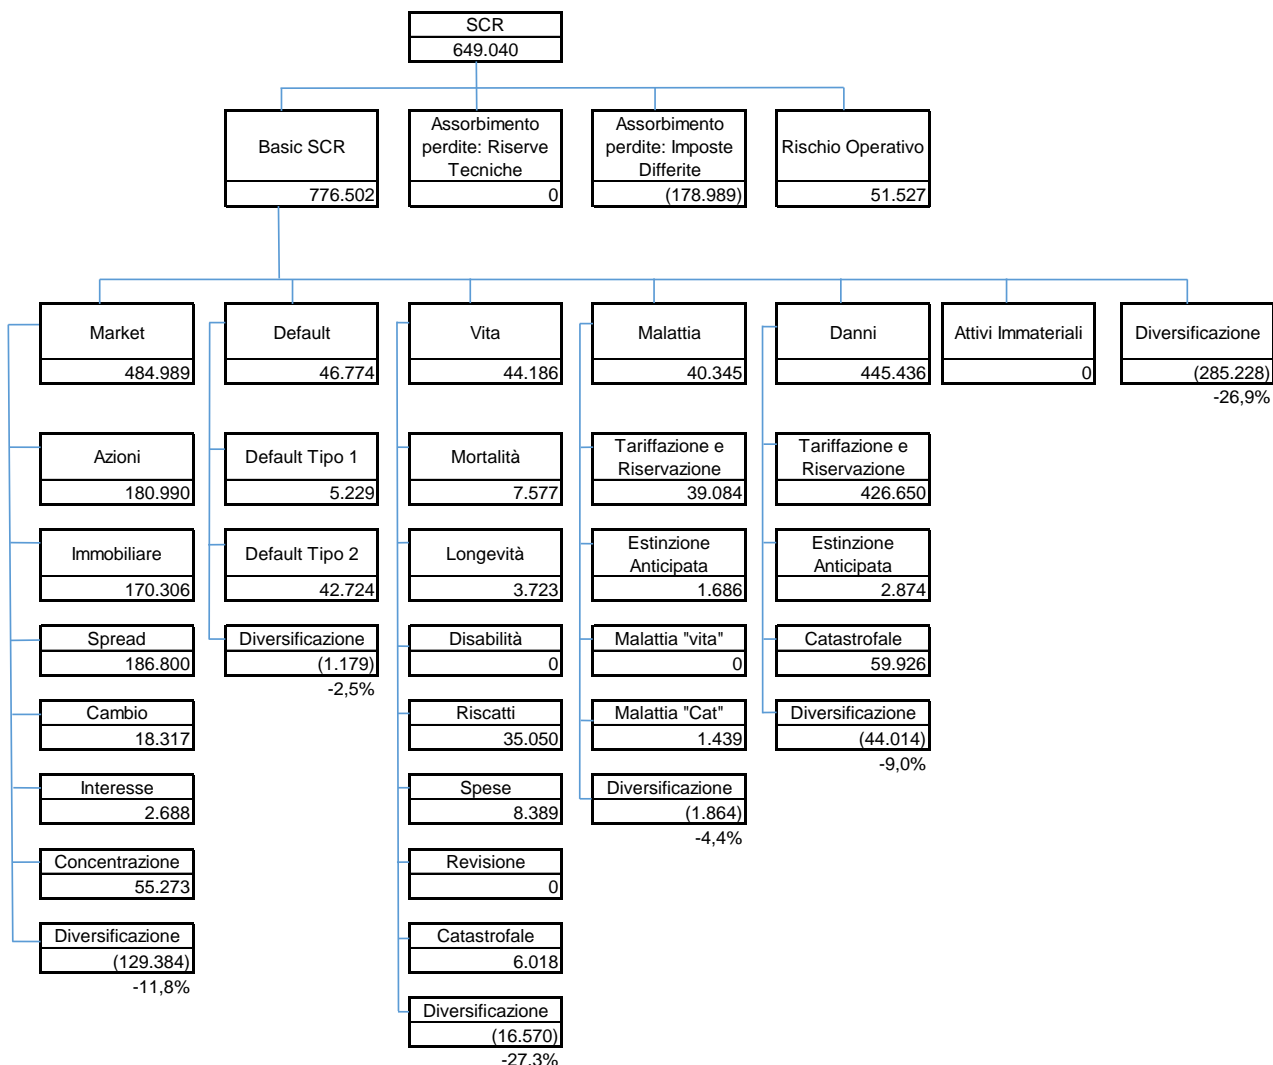 SCR
649.040
Basic SCR
776.502
Assorbimento
perdite: Riserve
Tecniche
0
Assorbimento
perdite: Imposte
Differite
(178.989)
Rischio Operativo
51.527
Market
484.989
Default
46.774
Vita
44.186
Malattia
40.345
Danni
445.436
Attivi Immateriali
0
Diversificazione
(285.228)
-26,9%
Azioni
180.990
Immobiliare
170.306
Spread
186.800
Cambio
18.317
Interesse
2.688
Concentrazione
55.273
Diversificazione
(129.384)
-11,8%
Default Tipo 1
5.229
Default Tipo 2
42.724
Diversificazione
(1.179)
-2,5%
Mortalità
7.577
Longevità
3.723
Disabilità
0
Riscatti
35.050
Spese
8.389
Revisione
0
Catastrofale
6.018
Diversificazione
(16.570)
-27,3%
Tariffazione e
Riservazione
39.084
Estinzione
Anticipata
1.686
Malattia "vita"
0
Malattia "Cat"
1.439
Diversificazione
(1.864)
-4,4%
Tariffazione e
Riservazione
426.650
Estinzione
Anticipata
2.874
Catastrofale
59.926
Diversificazione
(44.014)
-9,0%